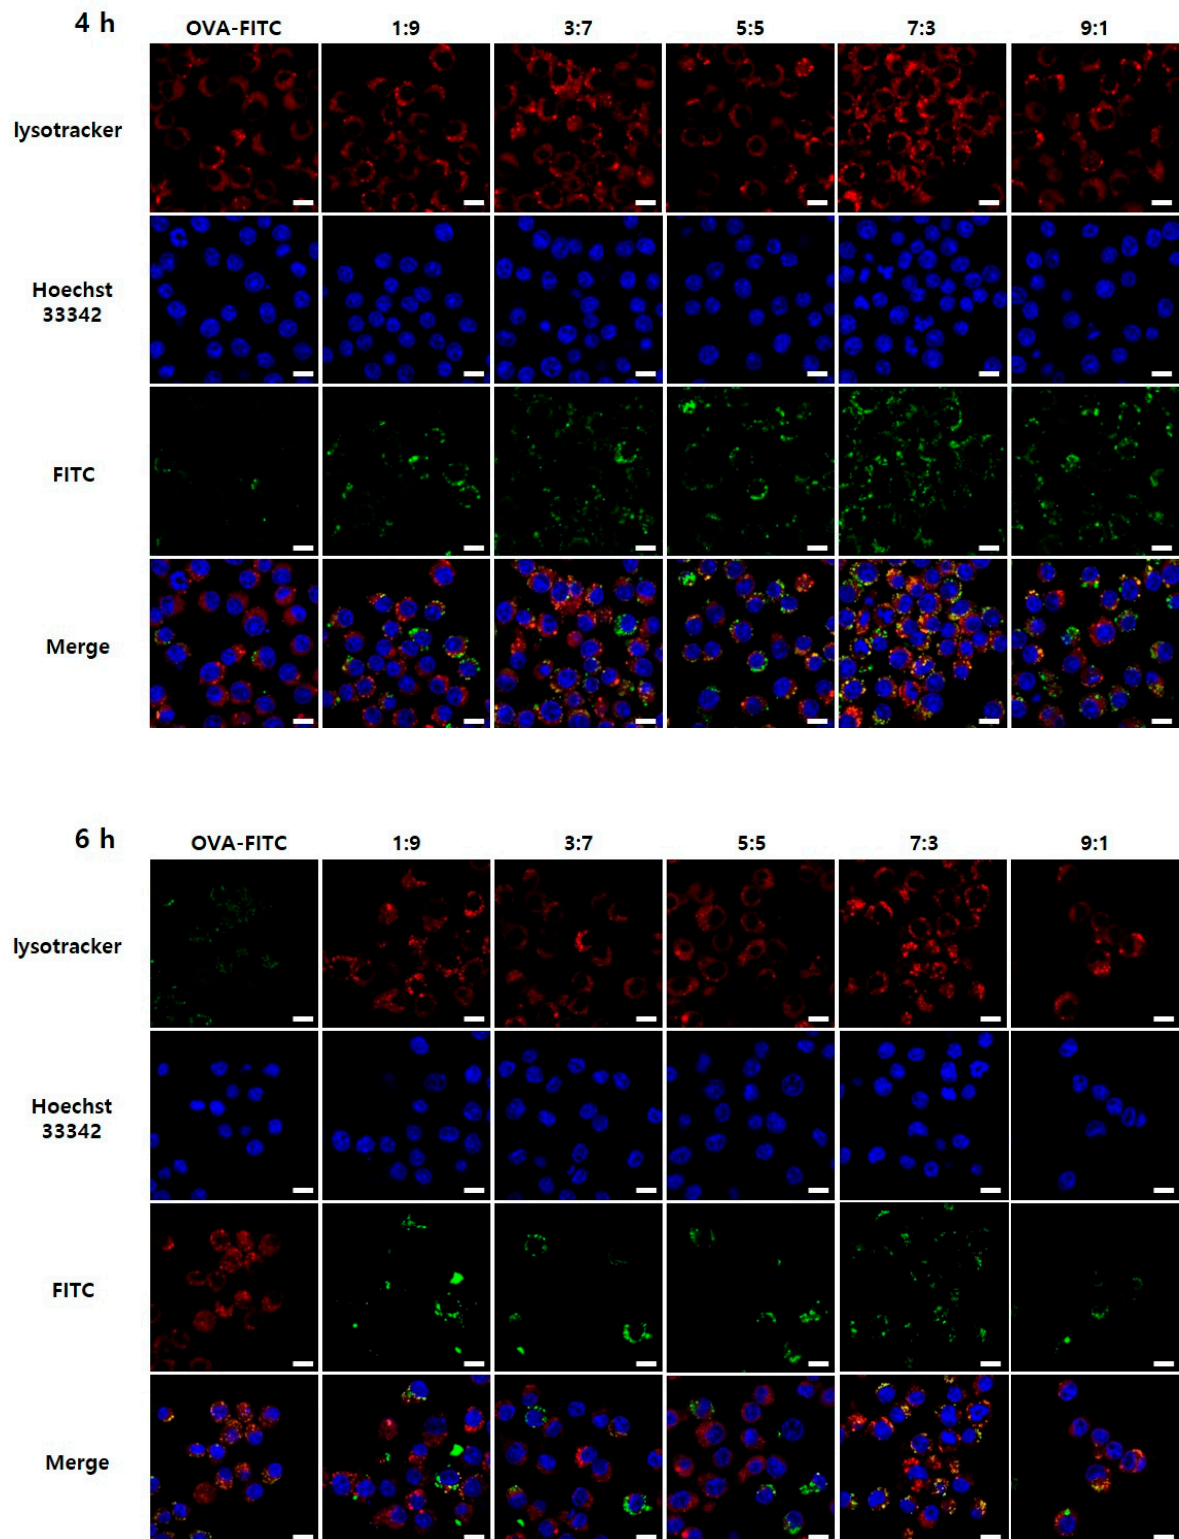 4 h
OVA-FITC 1:9 3:7 5:5 7:3 9:1
lysotracker
Hoechst
33342
FITC
Merge
6 h
OVA-FITC 1:9 3:7 5:5 7:3 9:1
lysotracker
Hoechst
33342
FITC
Merge